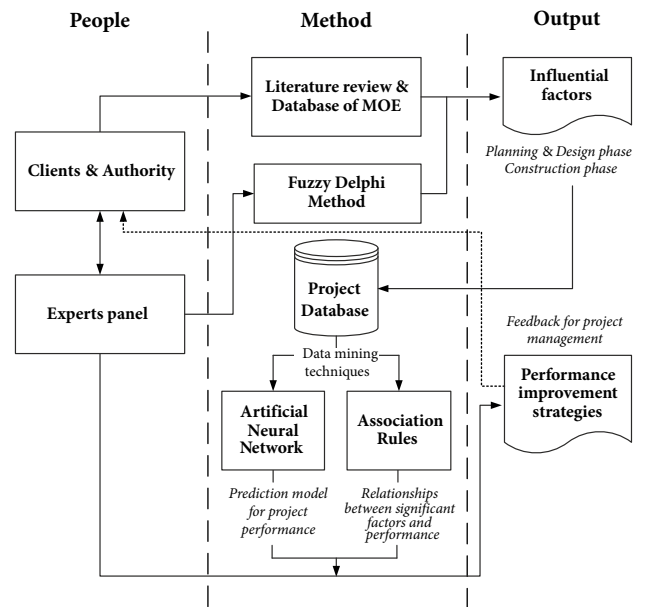 People
Method
Output
Literature review &
Database of MOE
Influential
factors
Clients & Authority
Planning & Design phase
Construction phase
Fuzzy Delphi
Method
Project
Database
Experts panel
Feedback for project
management
Data mining
techniques
Performance
improvement
strategies
Artificial
Neural
Network
Association
Rules
Prediction model
for project
performance
Relationships
between significant
factors and
performance